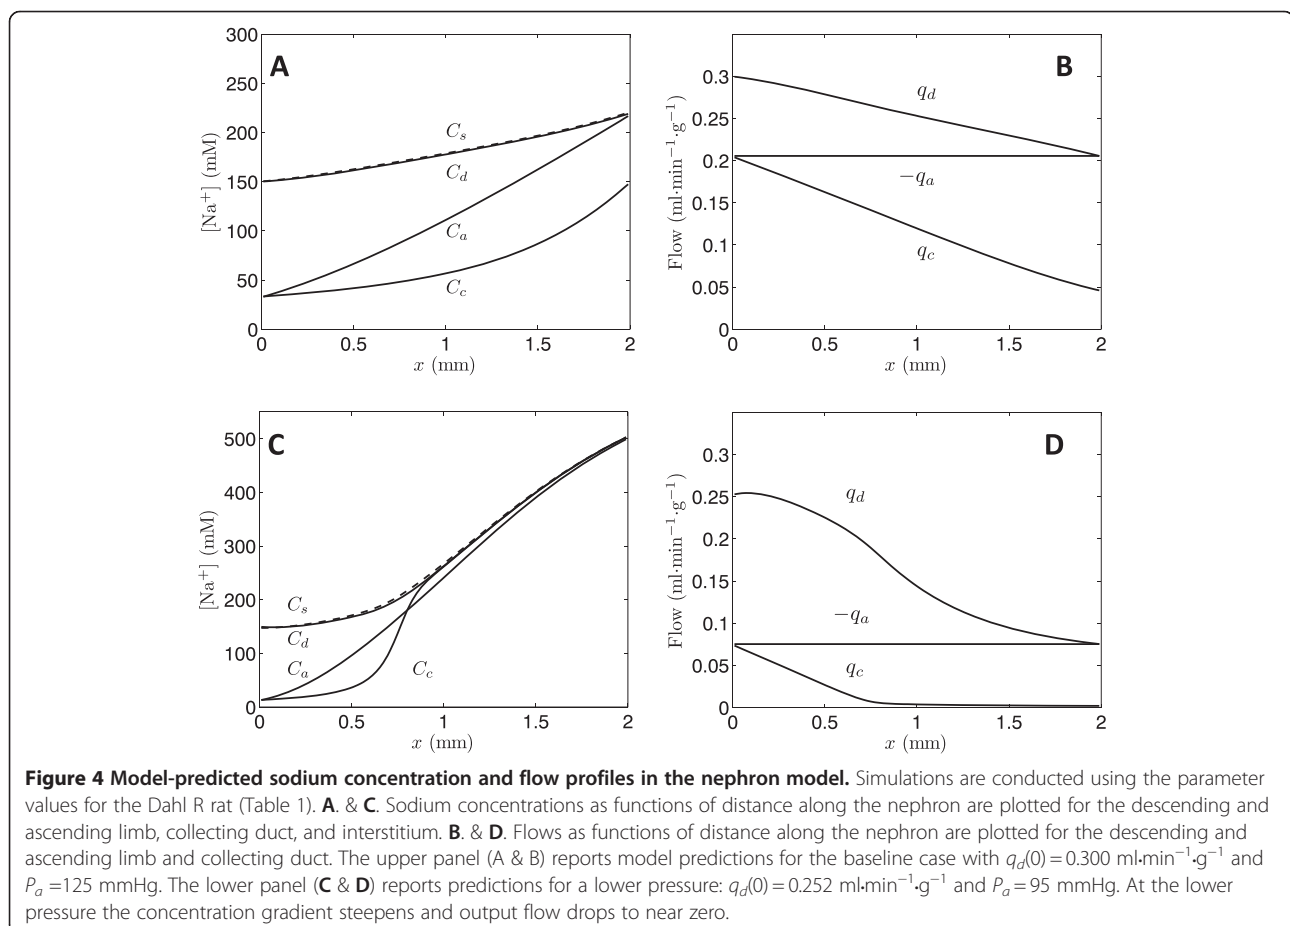 A
300
250
200
150
100
50
0
[Na⁺] (mM)
C_s
C_d
C_a
C_c
0 0.5 1 1.5 2
x (mm)
B
0.3
0.25
0.2
0.15
0.1
0.05
0
Flow (ml·min⁻¹·g⁻¹)
q_d
−q_a
q_c
0 0.5 1 1.5 2
x (mm)
C
500
400
300
200
100
0
[Na⁺] (mM)
C_s
C_d
C_a
C_c
0 0.5 1 1.5 2
x (mm)
D
0.3
0.25
0.2
0.15
0.1
0.05
0
Flow (ml·min⁻¹·g⁻¹)
q_d
−q_a
q_c
0 0.5 1 1.5 2
x (mm)
Figure 4 Model-predicted sodium concentration and flow profiles in the nephron model. Simulations are conducted using the parameter
values for the Dahl R rat (Table 1). A. & C. Sodium concentrations as functions of distance along the nephron are plotted for the descending and
ascending limb, collecting duct, and interstitium. B. & D. Flows as functions of distance along the nephron are plotted for the descending and
ascending limb and collecting duct. The upper panel (A & B) reports model predictions for the baseline case with q_d(0) = 0.300 ml·min⁻¹·g⁻¹ and
P_a =125 mmHg. The lower panel (C & D) reports predictions for a lower pressure: q_d(0) = 0.252 ml·min⁻¹·g⁻¹ and P_a = 95 mmHg. At the lower
pressure the concentration gradient steepens and output flow drops to near zero.